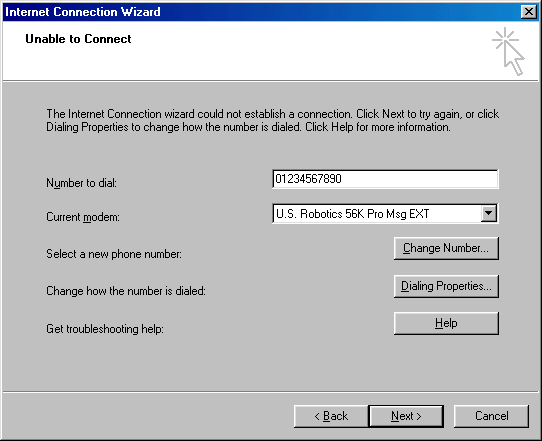 Internet Connection Wizard
Unable to Connect
The Internet Connection wizard could not establish a connection. Click Next to try again, or click
Dialing Properties to change how the number is dialed. Click Help for more information.
Number to dial: 01234567890
Current modem: U.S. Robotics 56K Pro Msg EXT
Select a new phone number: Change Number...
Change how the number is dialed: Dialing Properties...
Get troubleshooting help: Help
< Back Next > Cancel